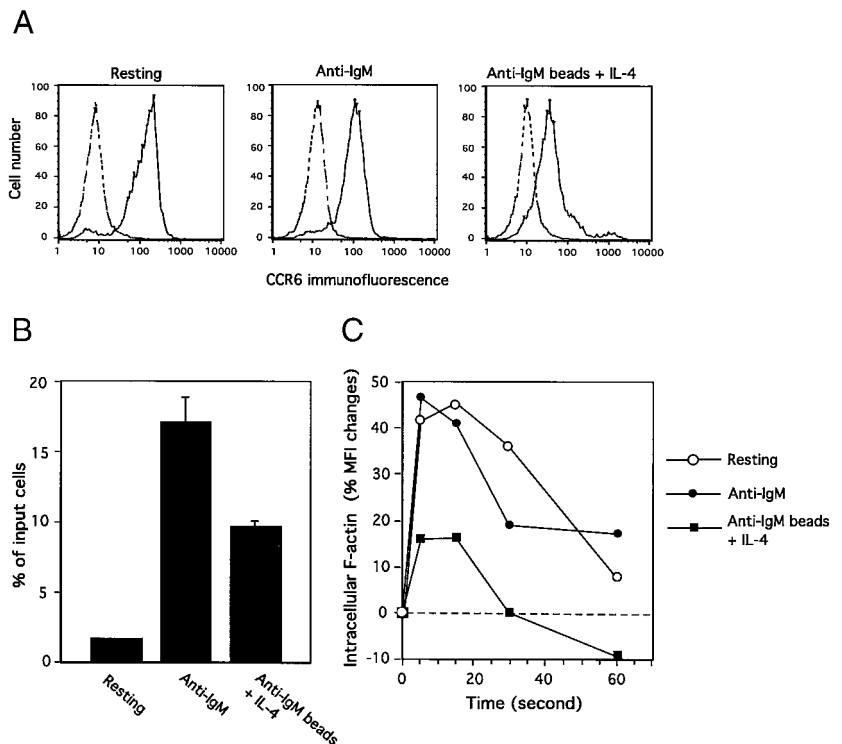 A
Resting
Anti-IgM
Anti-IgM beads + IL-4
Cell number
100
80
60
40
20
0
1 10 100 1000 10000
100
80
60
40
20
0
1 10 100 1000 10000
100
80
60
40
20
0
1 10 100 1000 10000
CCR6 immunofluorescence
B
% of input cells
20
15
10
5
0
Resting
Anti-IgM
Anti-IgM beads
+ IL-4
C
Intracellular F-actin (% MFI changes)
50
40
30
20
10
0
-10
0 20 40 60
Time (second)
Resting
Anti-IgM
Anti-IgM beads
+ IL-4